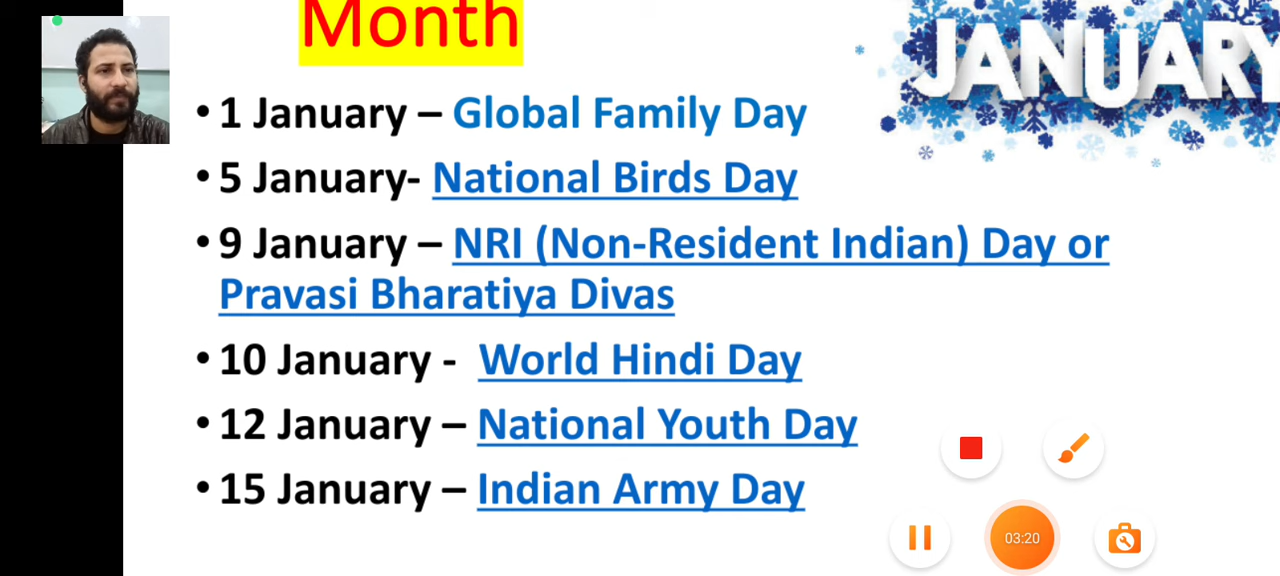 Month
JANUARY
• 1 January – Global Family Day
• 5 January- National Birds Day
• 9 January – NRI (Non-Resident Indian) Day or
Pravasi Bharatiya Divas
• 10 January - World Hindi Day
• 12 January – National Youth Day
• 15 January – Indian Army Day
03:20